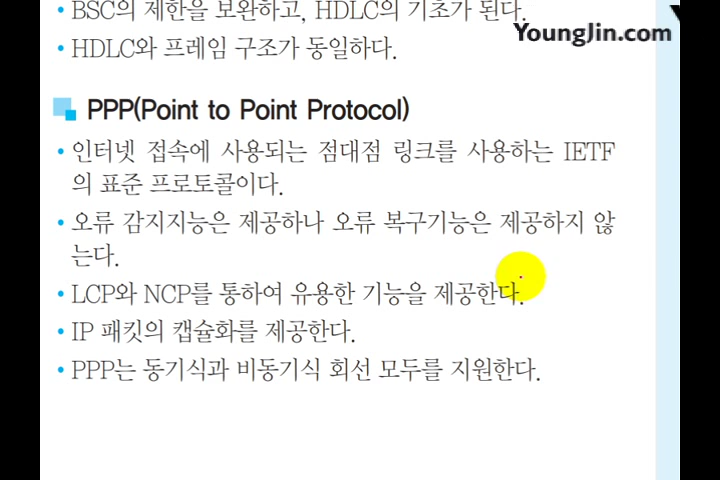 • BSC의 제한을 보완하고, HDLC의 기초가 된다.
YoungJin.com
• HDLC와 프레임 구조가 동일하다.
PPP(Point to Point Protocol)
• 인터넷 접속에 사용되는 점대점 링크를 사용하는 IETF
의 표준 프로토콜이다.
• 오류 감지지능은 제공하나 오류 복구기능은 제공하지 않
는다.
• LCP와 NCP를 통하여 유용한 기능을 제공한다.
• IP 패킷의 캡슐화를 제공한다.
• PPP는 동기식과 비동기식 회선 모두를 지원한다.